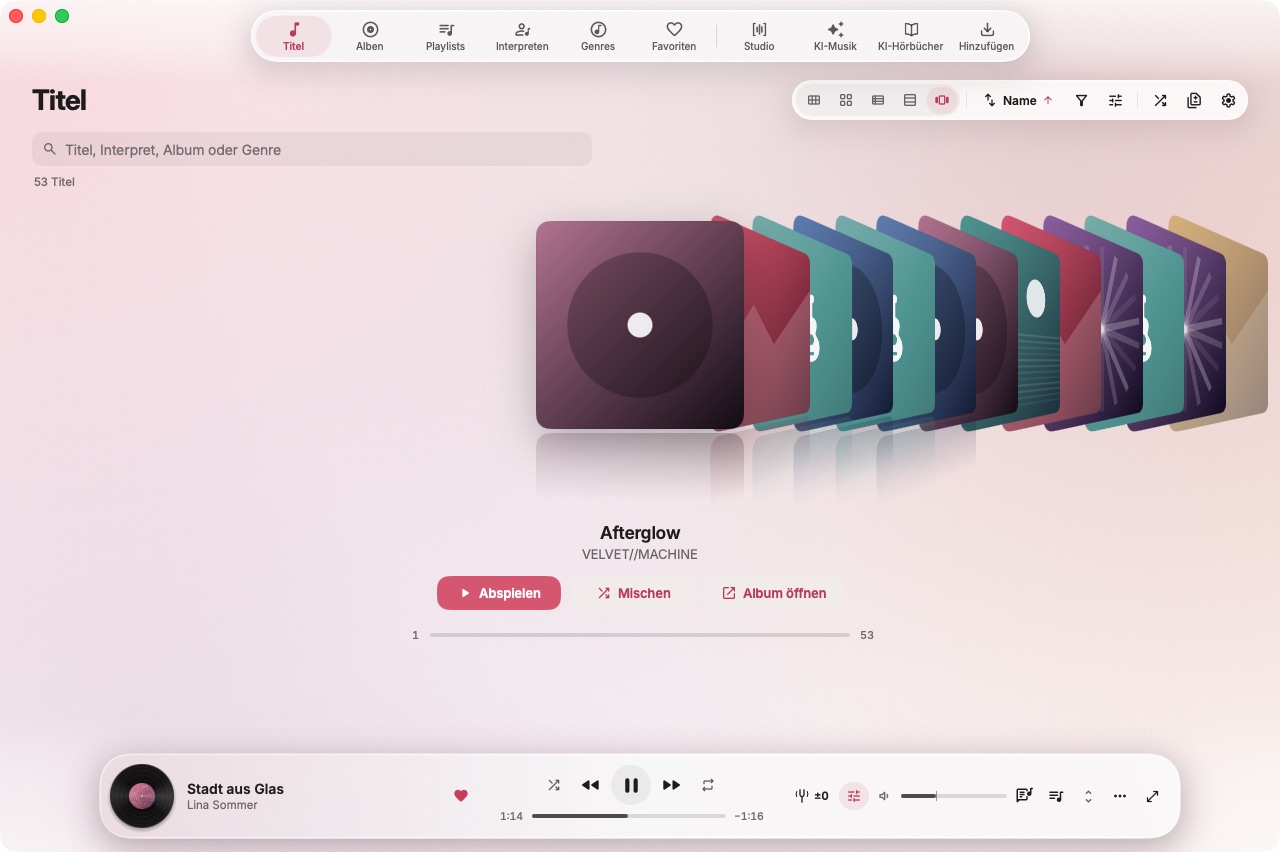 Titel
Alben
Playlists
Interpreten
Genres
Favoriten
Studio
KI-Musik
KI-Hörbücher
Hinzufügen
Titel
Name
Titel, Interpret, Album oder Genre
53 Titel
Afterglow
VELVET//MACHINE
Abspielen
Mischen
Album öffnen
1
53
Stadt aus Glas
Lina Sommer
1:14
−1:16
±0